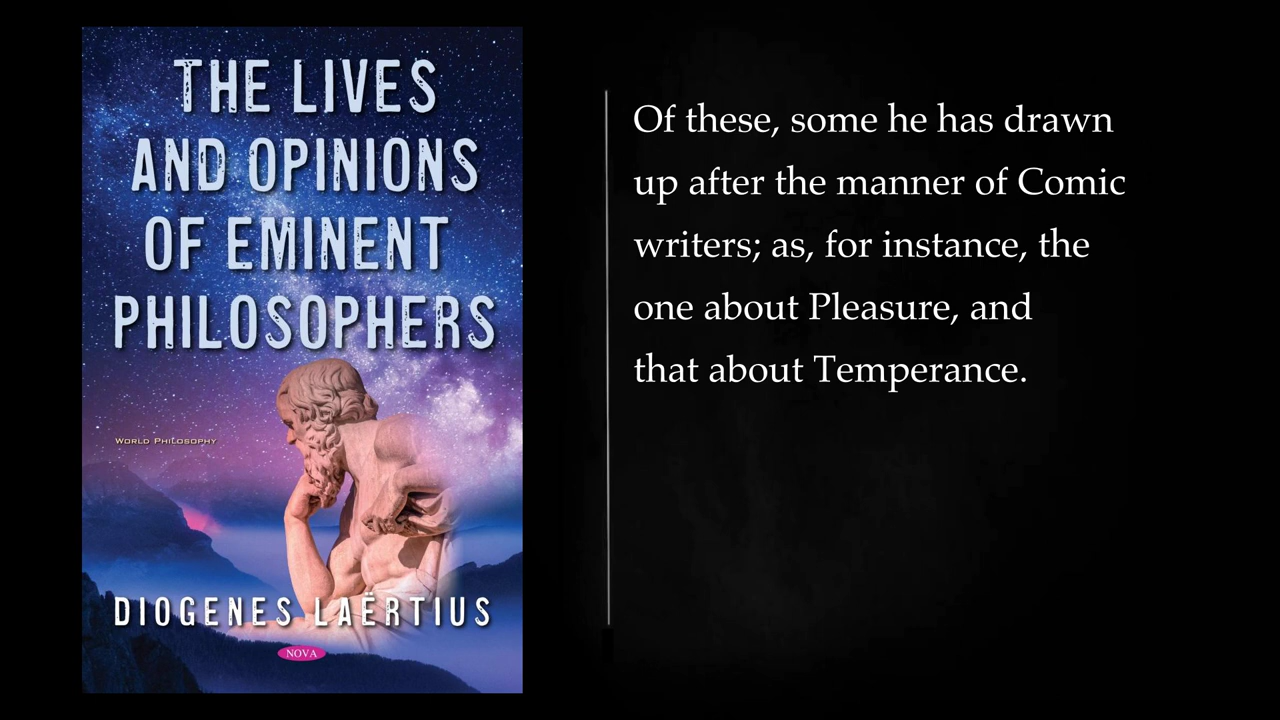 THE LIVES
AND OPINIONS
OF EMINENT
PHILOSOPHERS
WORLD PHILOSOPHY
DIOGENES LAËRTIUS
NOVA
Of these, some he has drawn
up after the manner of Comic
writers; as, for instance, the
one about Pleasure, and
that about Temperance.